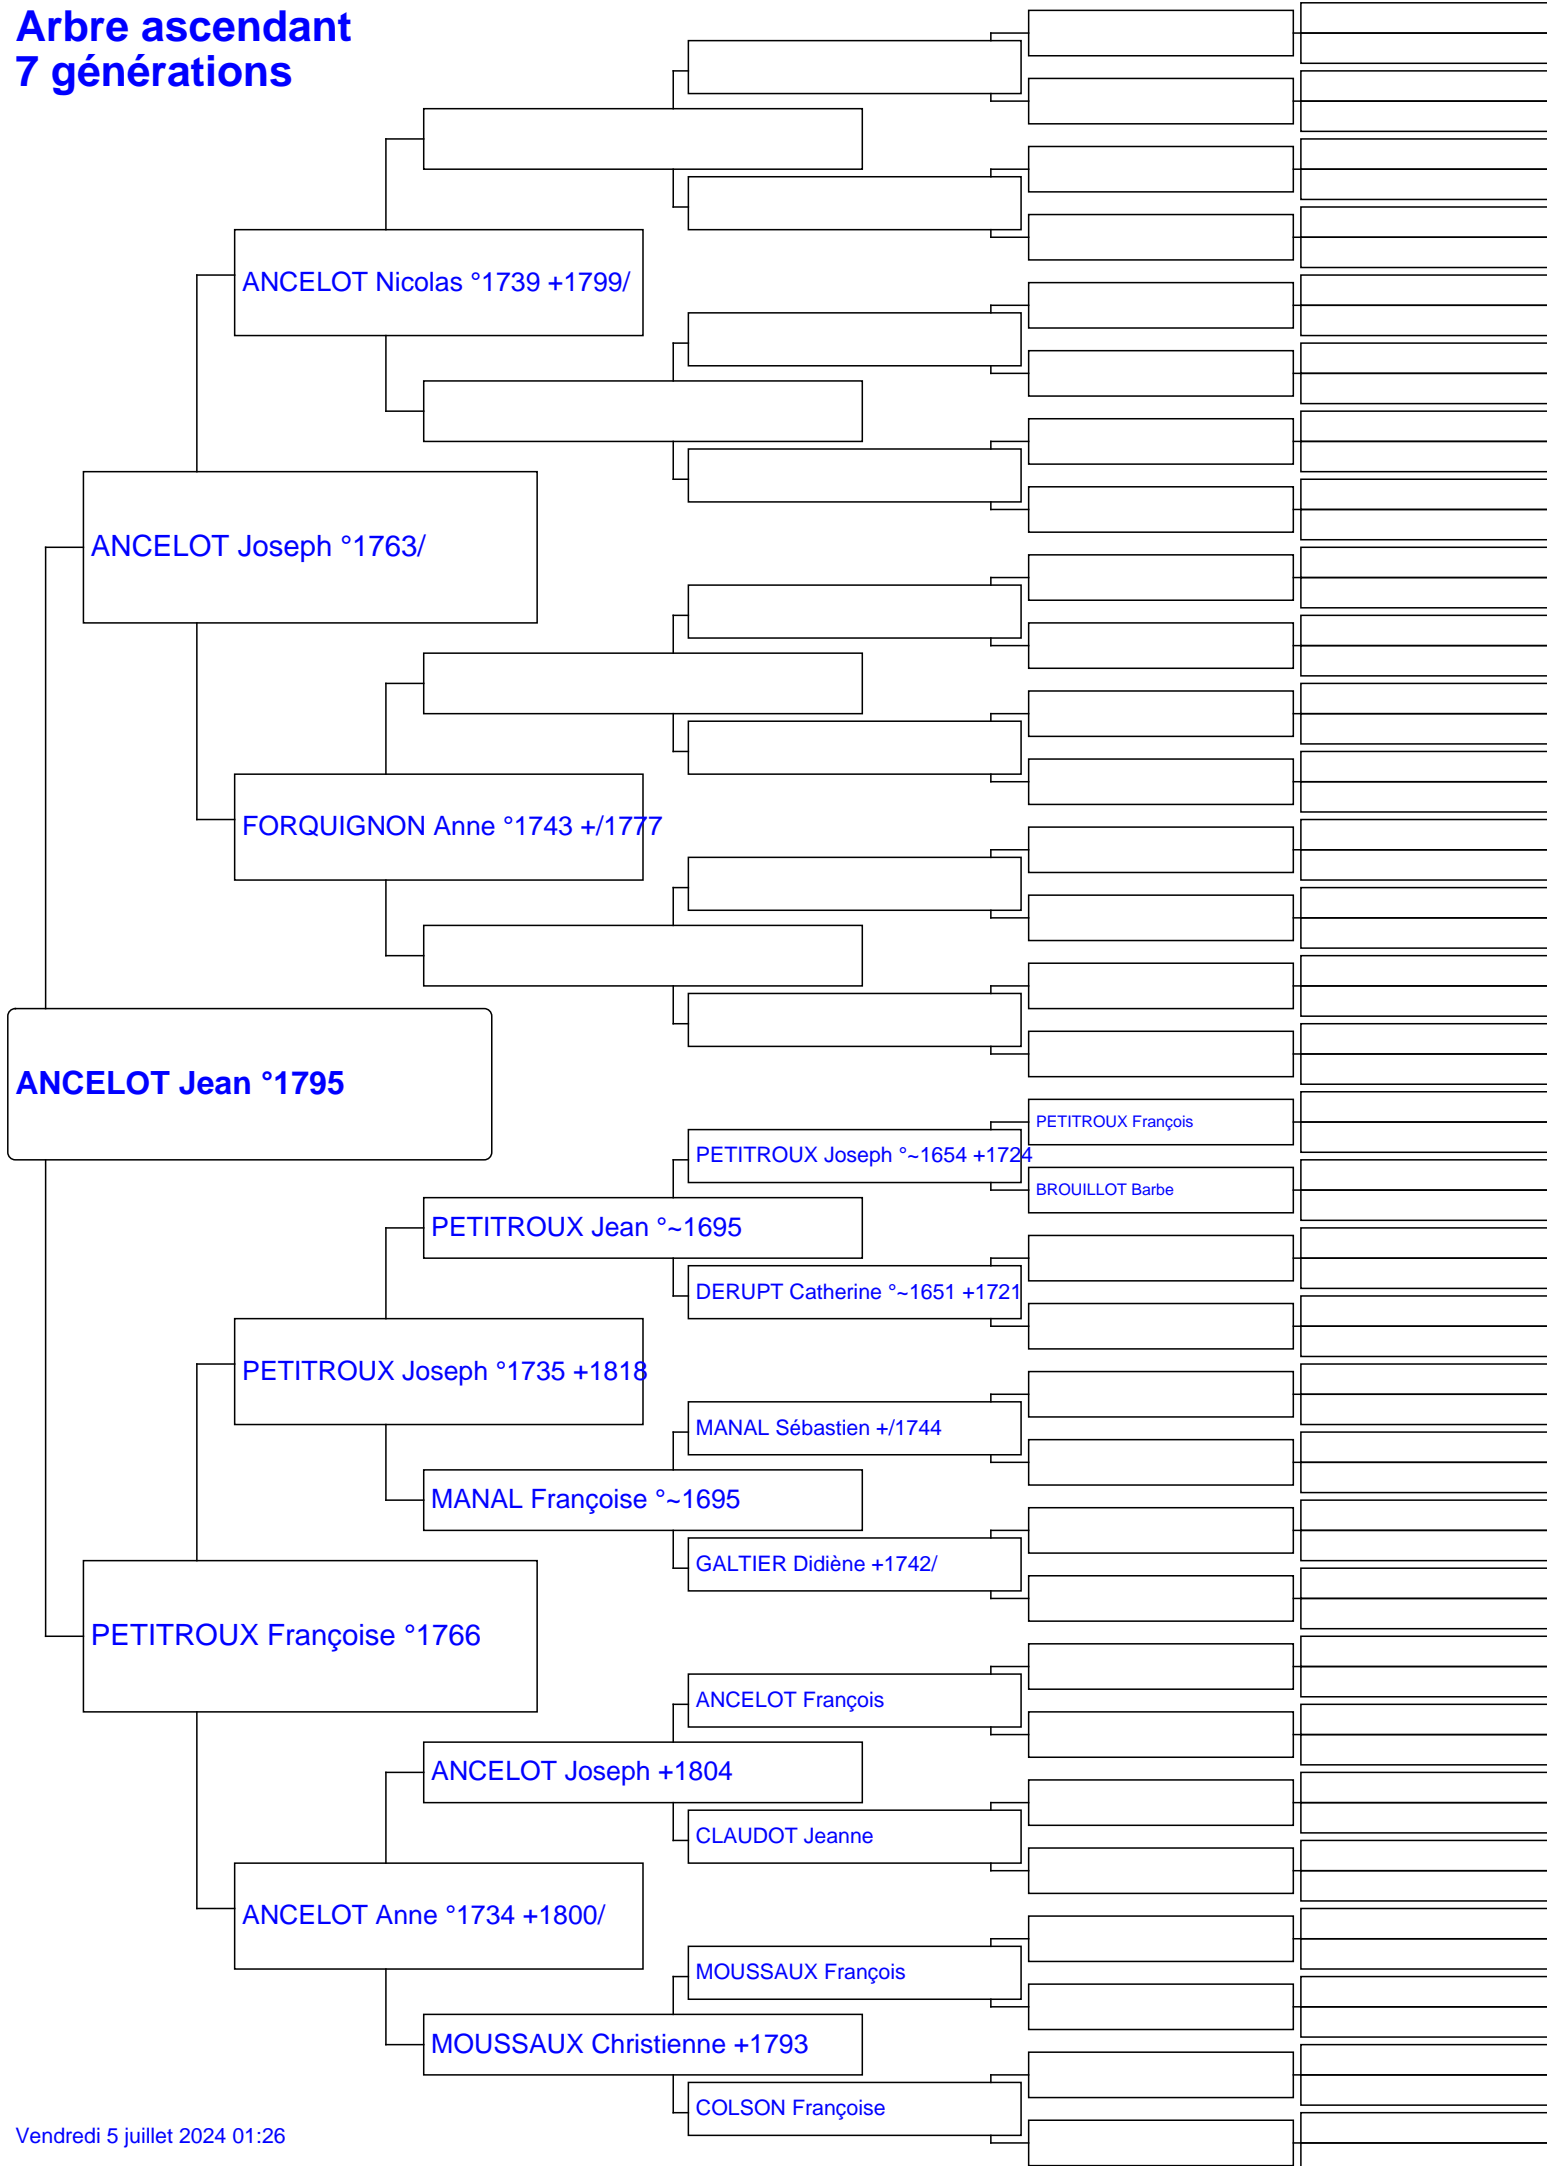 Arbre ascendant
7 générations
ANCELOT Nicolas °1739 +1799/
ANCELOT Joseph °1763/
FORQUIGNON Anne °1743 +/1777
ANCELOT Jean °1795
PETITROUX François
PETITROUX Joseph °~1654 +1724
BROUILLOT Barbe
PETITROUX Jean °~1695
DERUPT Catherine °~1651 +1721
PETITROUX Joseph °1735 +1818
MANAL Sébastien +/1744
MANAL Françoise °~1695
GALTIER Didiène +1742/
PETITROUX Françoise °1766
ANCELOT François
ANCELOT Joseph +1804
CLAUDOT Jeanne
ANCELOT Anne °1734 +1800/
MOUSSAUX François
MOUSSAUX Christienne +1793
COLSON Françoise
Vendredi 5 juillet 2024 01:26